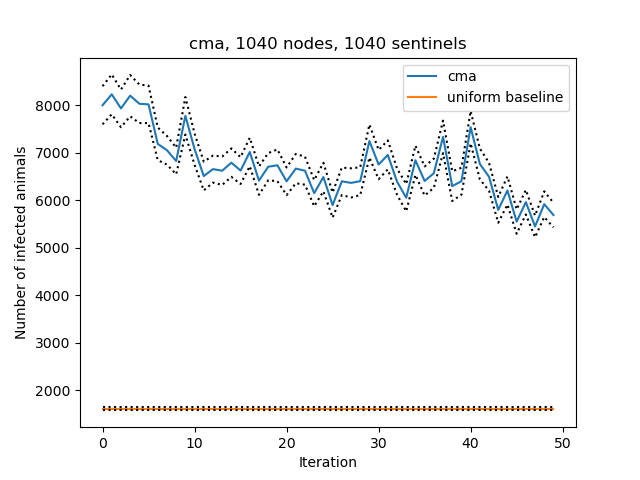 cma, 1040 nodes, 1040 sentinels
cma
uniform baseline
Number of infected animals
8000
7000
6000
5000
4000
3000
2000
0 10 20 30 40 50
Iteration